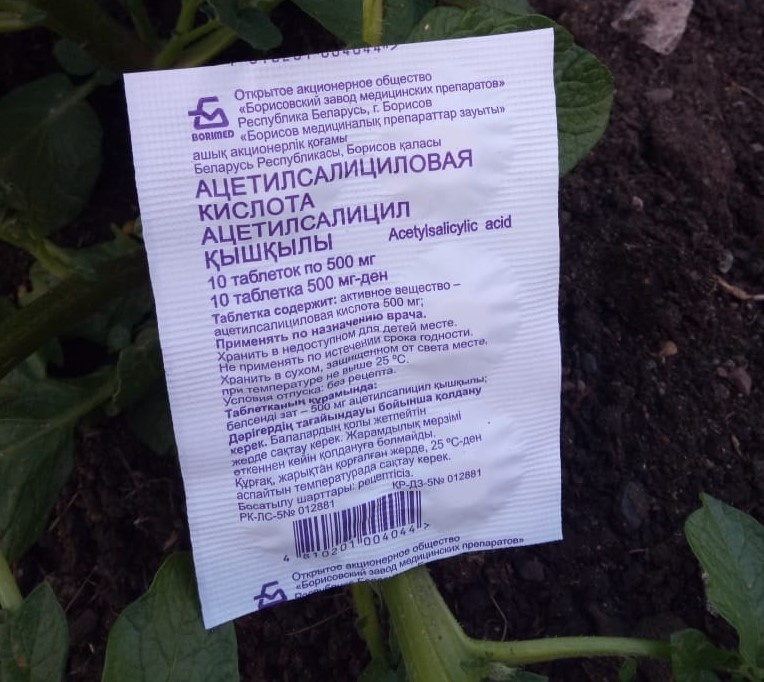 4 810201 004044 >
Открытое акционерное общество
«Борисовский завод медицинских препаратов»
Республика Беларусь, г. Борисов
BORIMED «Борисов медициналық препараттар зауыты»
ашық акционерлік қоғамы
Беларусь Республикасы, Борисов қаласы
АЦЕТИЛСАЛИЦИЛОВАЯ
КИСЛОТА
АЦЕТИЛСАЛИЦИЛ
ҚЫШҚЫЛЫ Acetylsalicylic acid
10 таблеток по 500 мг
10 таблетка 500 мг-ден
Таблетка содержит: активное вещество –
ацетилсалициловая кислота 500 мг;
Применять по назначению врача.
Хранить в недоступном для детей месте.
Не применять по истечении срока годности.
Хранить в сухом, защищенном от света месте,
при температуре не выше 25 °С.
Условия отпуска: без рецепта.
Таблетканың құрамында:
белсенді зат – 500 мг ацетилсалицил қышқылы;
Дәрігердің тағайындауы бойынша қолдану
керек. Балалардың қолы жетпейтін
жерде сақтау керек. Жарамдылық мерзімі
өткеннен кейін қолдануға болмайды.
Құрғақ, жарықтан қорғалған жерде, 25 °С-ден
аспайтын температурада сақтау керек.
Босатылу шарттары: рецептісіз.
РК-ЛС-5№ 012881 КР-ДЗ-5№ 012881
4 810201 004044 >
Открытое акционерное общество
«Борисовский завод медицинских препаратов»